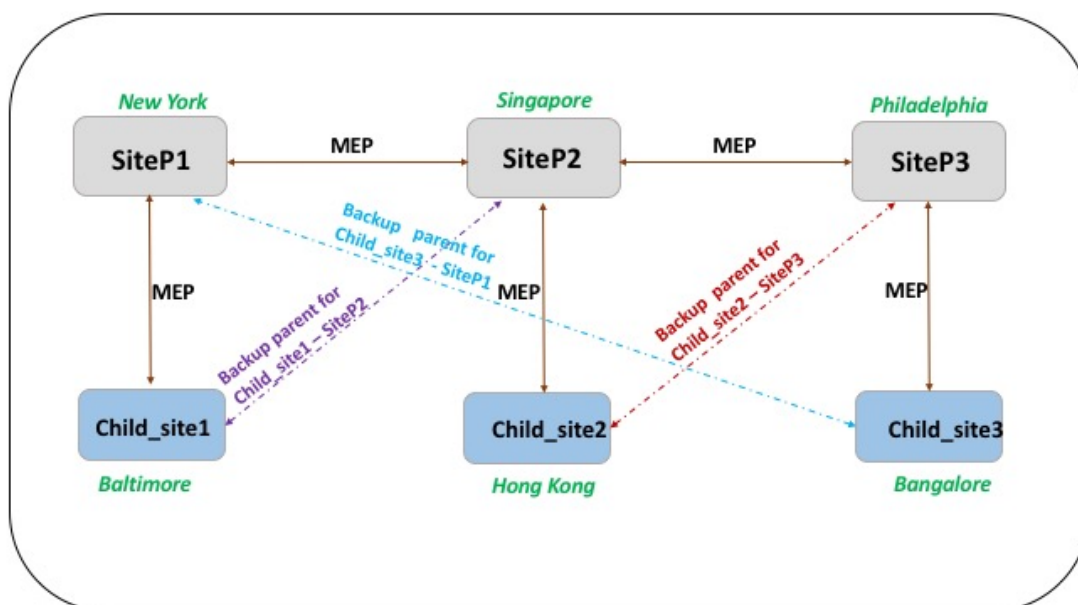 New York
Singapore
Philadelphia
SiteP1
MEP
SiteP2
MEP
SiteP3
Backup parent for
Child_site3 - SiteP1
Backup parent for
Child_site1 – SiteP2
Backup parent for
Child_site2 – SiteP3
MEP
MEP
MEP
Child_site1
Child_site2
Child_site3
Baltimore
Hong Kong
Bangalore